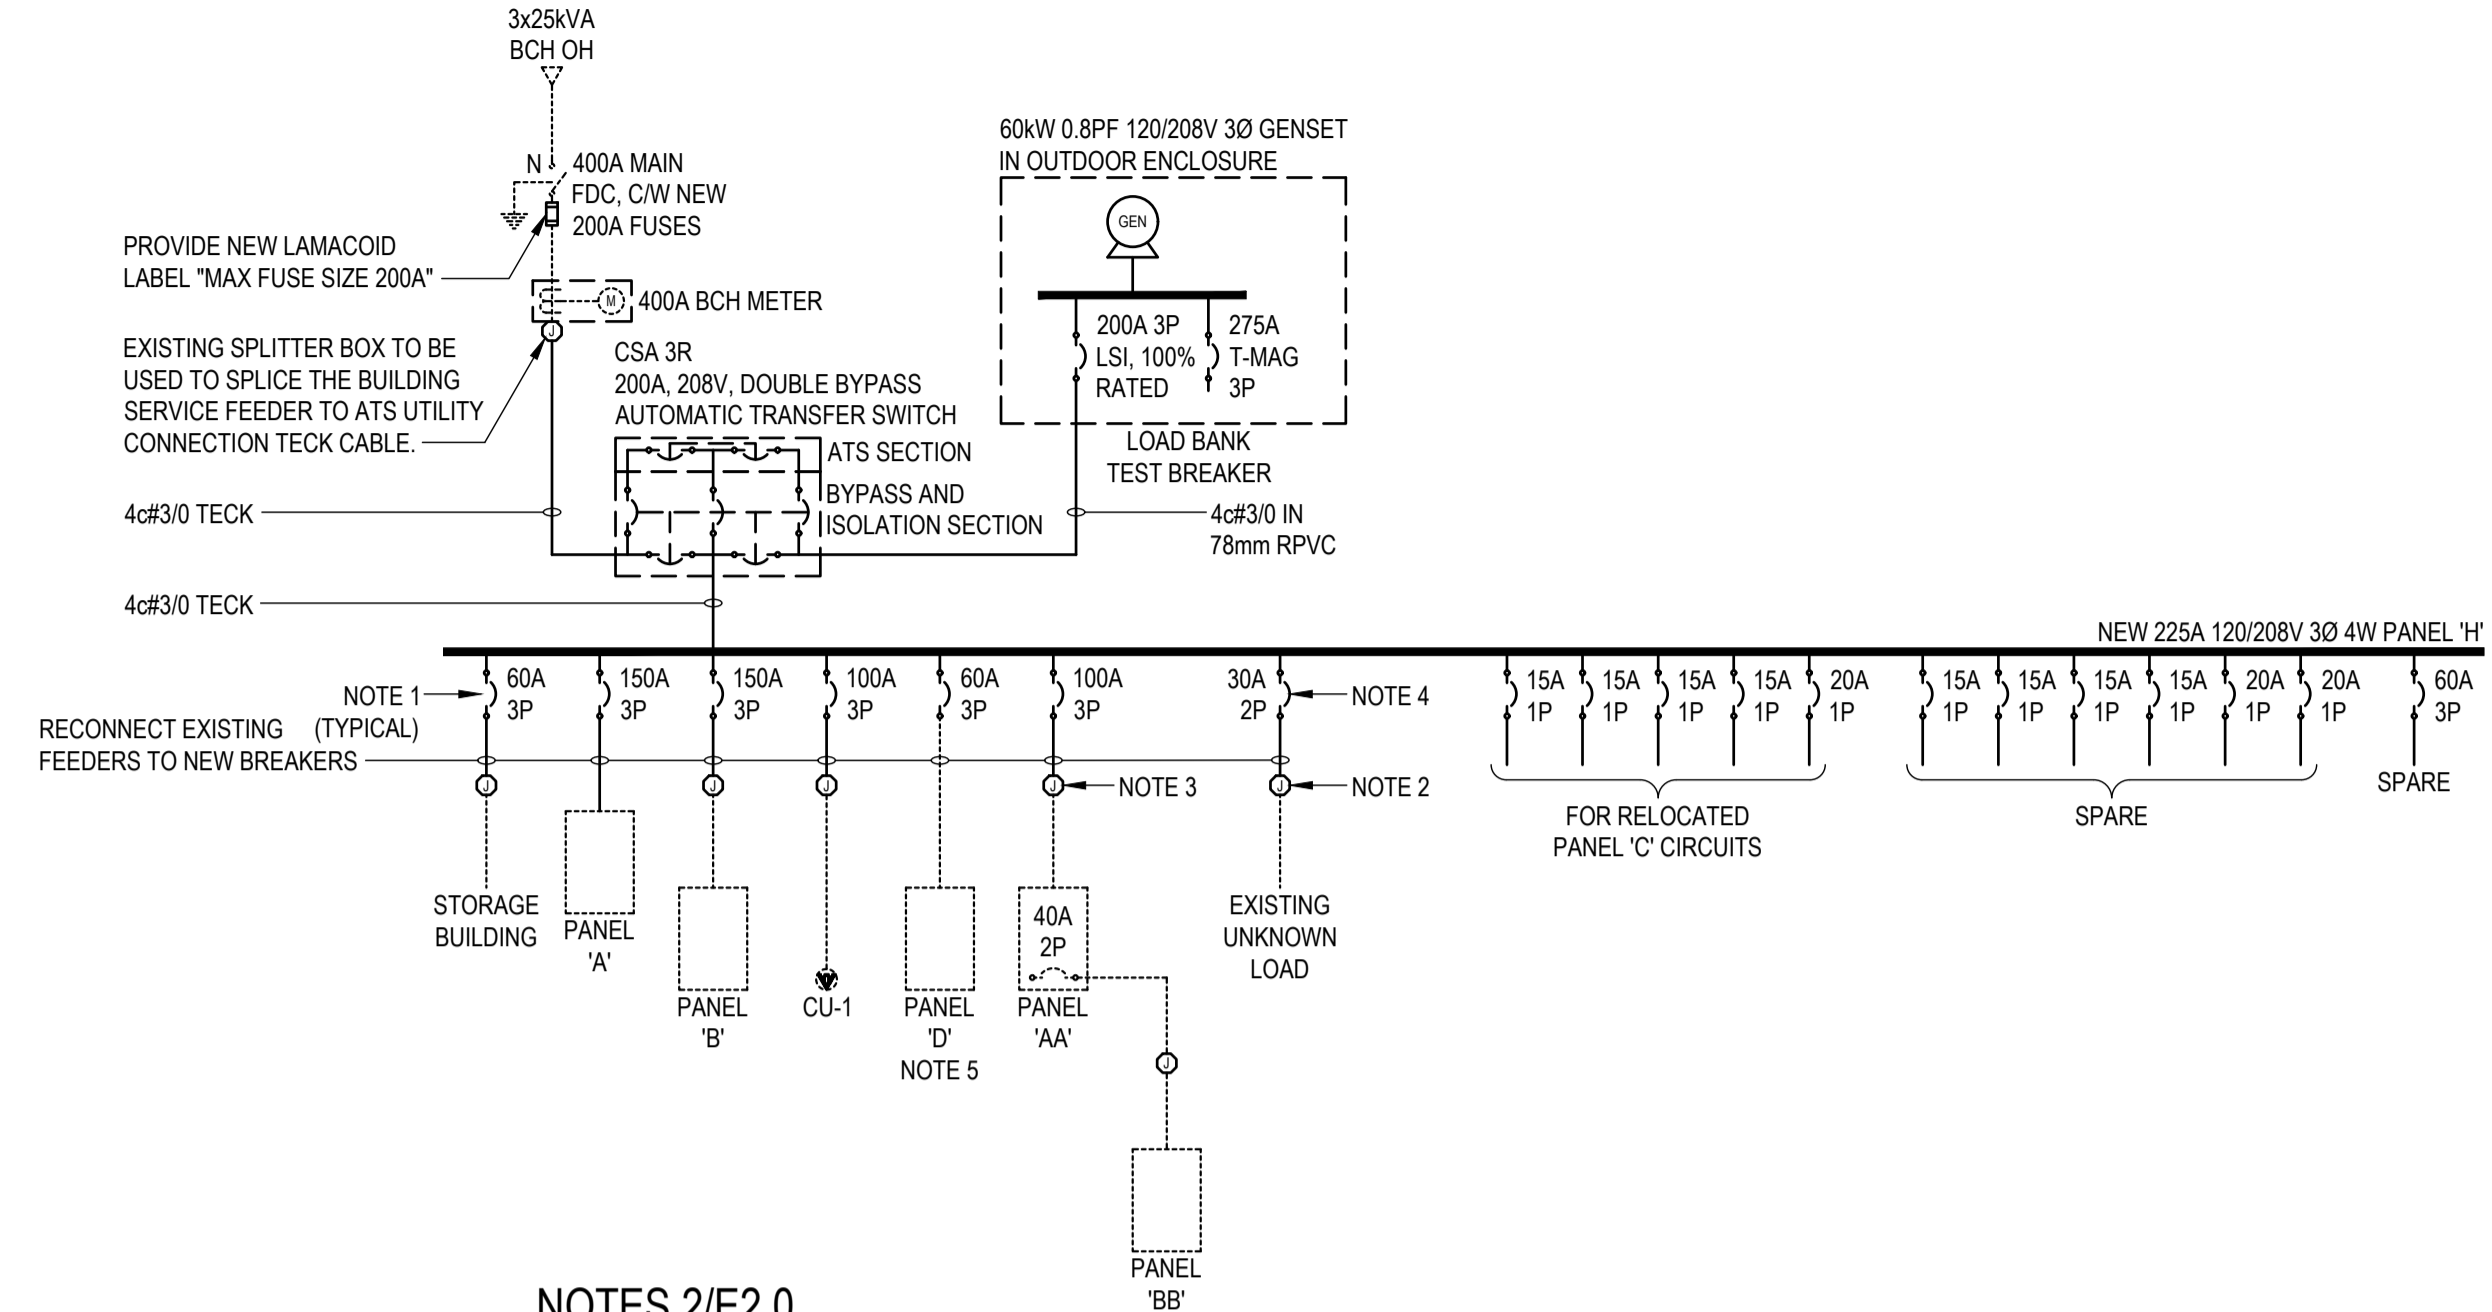 3x25kVA
BCH OH
N
400A MAIN
FDC, C/W NEW
200A FUSES
PROVIDE NEW LAMACOID
LABEL "MAX FUSE SIZE 200A"
M
400A BCH METER
J
EXISTING SPLITTER BOX TO BE
USED TO SPLICE THE BUILDING
SERVICE FEEDER TO ATS UTILITY
CONNECTION TECK CABLE.
CSA 3R
200A, 208V, DOUBLE BYPASS
AUTOMATIC TRANSFER SWITCH
ATS SECTION
BYPASS AND
ISOLATION SECTION
60kW 0.8PF 120/208V 3Ø GENSET
IN OUTDOOR ENCLOSURE
GEN
200A 3P
LSI, 100%
RATED
275A
T-MAG
3P
LOAD BANK
TEST BREAKER
4c#3/0 TECK
4c#3/0 IN
78mm RPVC
4c#3/0 TECK
NEW 225A 120/208V 3Ø 4W PANEL 'H'
NOTE 1
(TYPICAL)
RECONNECT EXISTING
FEEDERS TO NEW BREAKERS
60A
3P
150A
3P
150A
3P
100A
3P
60A
3P
100A
3P
30A
2P
NOTE 4
15A
1P
15A
1P
15A
1P
15A
1P
20A
1P
15A
1P
15A
1P
15A
1P
15A
1P
20A
1P
20A
1P
60A
3P
J
J
J
J
NOTE 3
J
NOTE 2
FOR RELOCATED
PANEL 'C' CIRCUITS
SPARE
SPARE
STORAGE
BUILDING
PANEL
'A'
PANEL
'B'
CU-1
PANEL
'D'
NOTE 5
40A
2P
PANEL
'AA'
EXISTING
UNKNOWN
LOAD
J
PANEL
'BB'
NOTES 2/E2.0